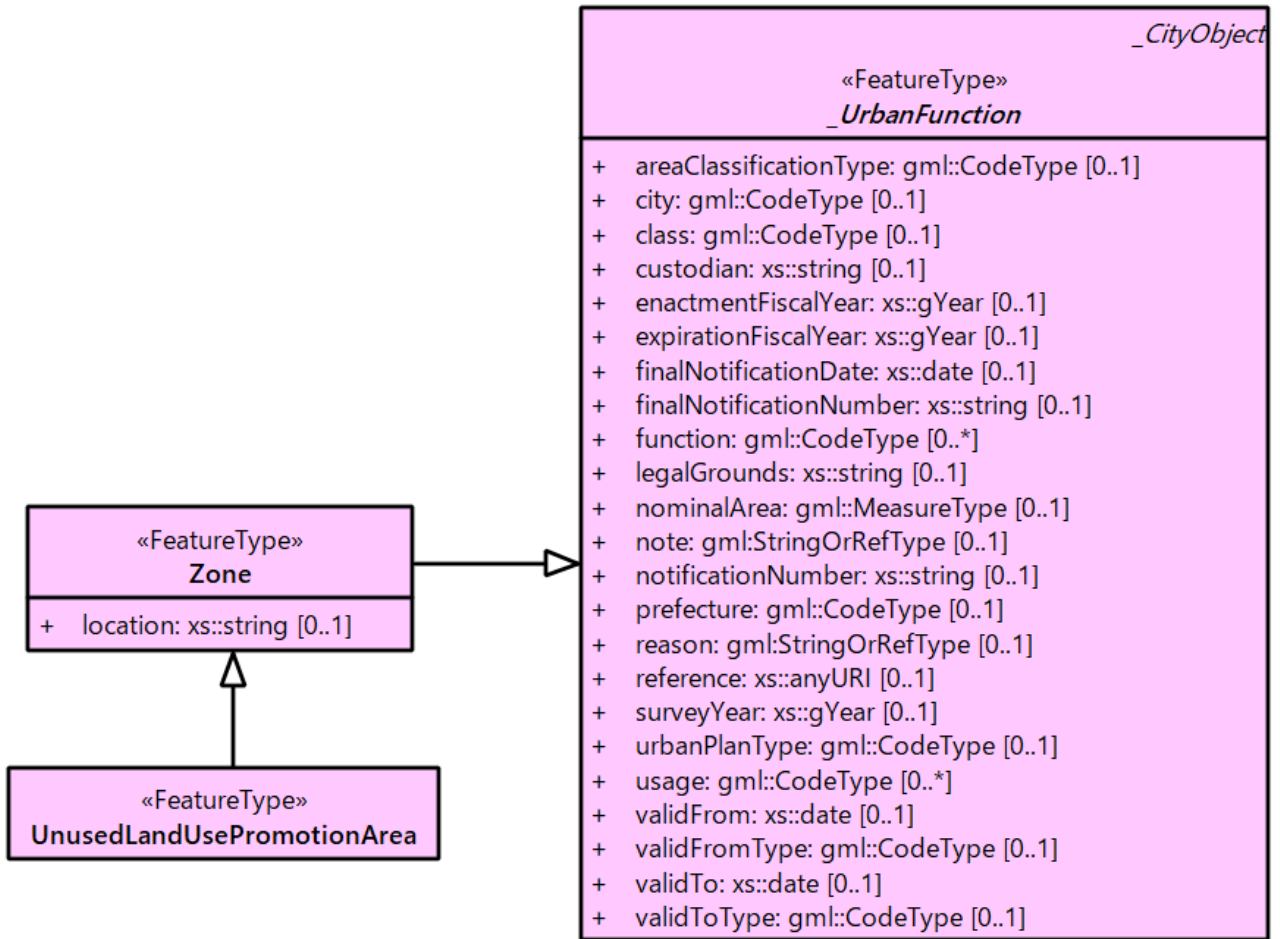 _CityObject
«FeatureType»
_UrbanFunction
+ areaClassificationType: gml::CodeType [0..1]
+ city: gml::CodeType [0..1]
+ class: gml::CodeType [0..1]
+ custodian: xs::string [0..1]
+ enactmentFiscalYear: xs::gYear [0..1]
+ expirationFiscalYear: xs::gYear [0..1]
+ finalNotificationDate: xs::date [0..1]
+ finalNotificationNumber: xs::string [0..1]
+ function: gml::CodeType [0..*]
+ legalGrounds: xs::string [0..1]
+ nominalArea: gml::MeasureType [0..1]
+ note: gml:StringOrRefType [0..1]
+ notificationNumber: xs::string [0..1]
+ prefecture: gml::CodeType [0..1]
+ reason: gml:StringOrRefType [0..1]
+ reference: xs::anyURI [0..1]
+ surveyYear: xs::gYear [0..1]
+ urbanPlanType: gml::CodeType [0..1]
+ usage: gml::CodeType [0..*]
+ validFrom: xs::date [0..1]
+ validFromType: gml::CodeType [0..1]
+ validTo: xs::date [0..1]
+ validToType: gml::CodeType [0..1]
«FeatureType»
Zone
+ location: xs::string [0..1]
«FeatureType»
UnusedLandUsePromotionArea